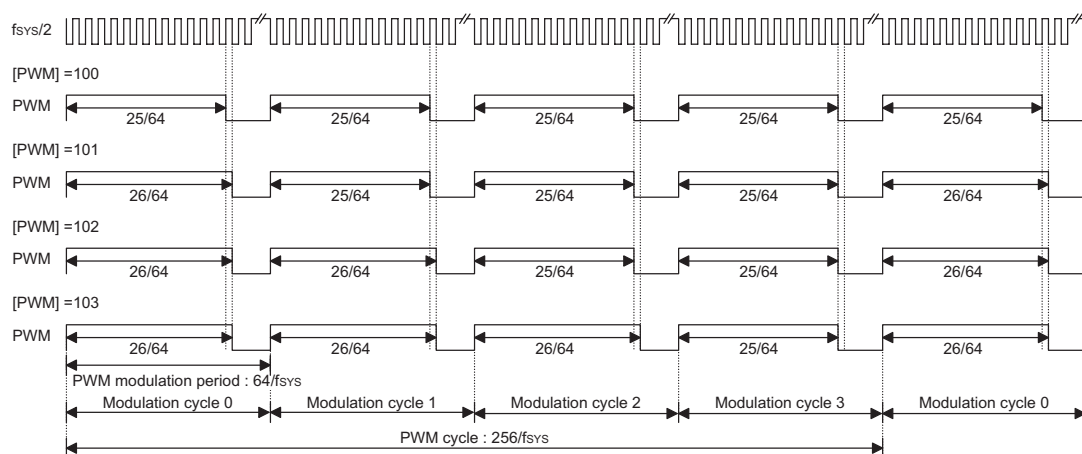 fSYS/2
[PWM] =100
PWM
25/64 25/64 25/64 25/64 25/64
[PWM] =101
PWM
26/64 25/64 25/64 25/64 26/64
[PWM] =102
PWM
26/64 26/64 25/64 25/64 26/64
[PWM] =103
PWM
26/64 26/64 26/64 25/64 26/64
PWM modulation period : 64/fSYS
Modulation cycle 0 Modulation cycle 1 Modulation cycle 2 Modulation cycle 3 Modulation cycle 0
PWM cycle : 256/fSYS